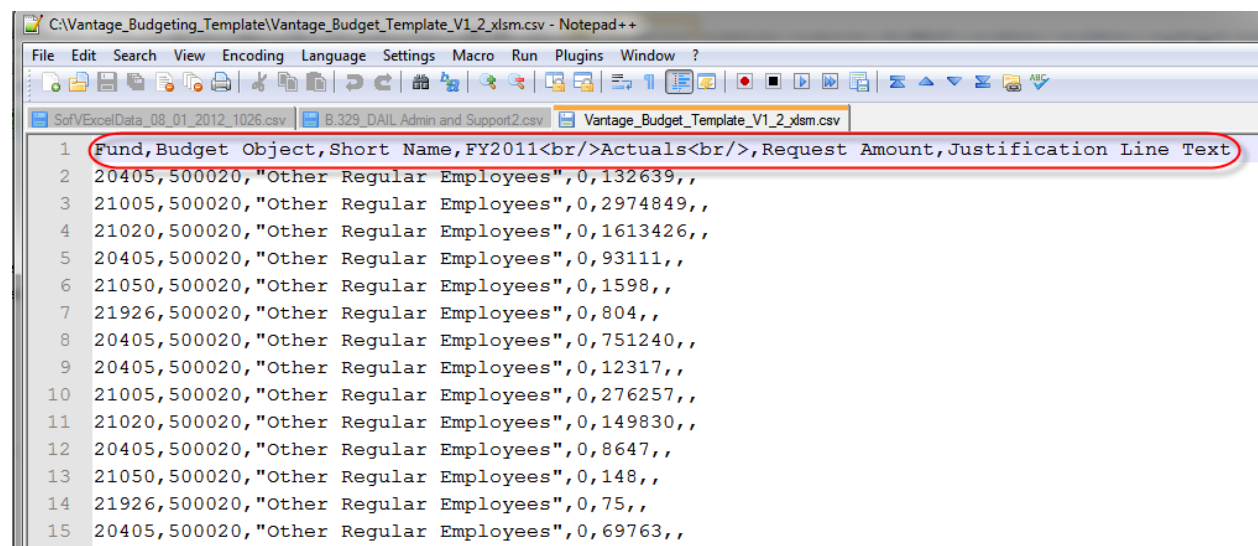 C:\Vantage_Budgeting_Template\Vantage_Budget_Template_V1_2_xlsm.csv - Notepad++
File Edit Search View Encoding Language Settings Macro Run Plugins Window ?
SofVExcelData_08_01_2012_1026.csv B.329_DAIL Admin and Support2.csv Vantage_Budget_Template_V1_2_xlsm.csv
1 Fund,Budget Object,Short Name,FY2011<br/>Actuals<br/>,Request Amount,Justification Line Text
2 20405,500020,"Other Regular Employees",0,132639,,
3 21005,500020,"Other Regular Employees",0,2974849,,
4 21020,500020,"Other Regular Employees",0,1613426,,
5 20405,500020,"Other Regular Employees",0,93111,,
6 21050,500020,"Other Regular Employees",0,1598,,
7 21926,500020,"Other Regular Employees",0,804,,
8 20405,500020,"Other Regular Employees",0,751240,,
9 20405,500020,"Other Regular Employees",0,12317,,
10 21005,500020,"Other Regular Employees",0,276257,,
11 21020,500020,"Other Regular Employees",0,149830,,
12 20405,500020,"Other Regular Employees",0,8647,,
13 21050,500020,"Other Regular Employees",0,148,,
14 21926,500020,"Other Regular Employees",0,75,,
15 20405,500020,"Other Regular Employees",0,69763,,